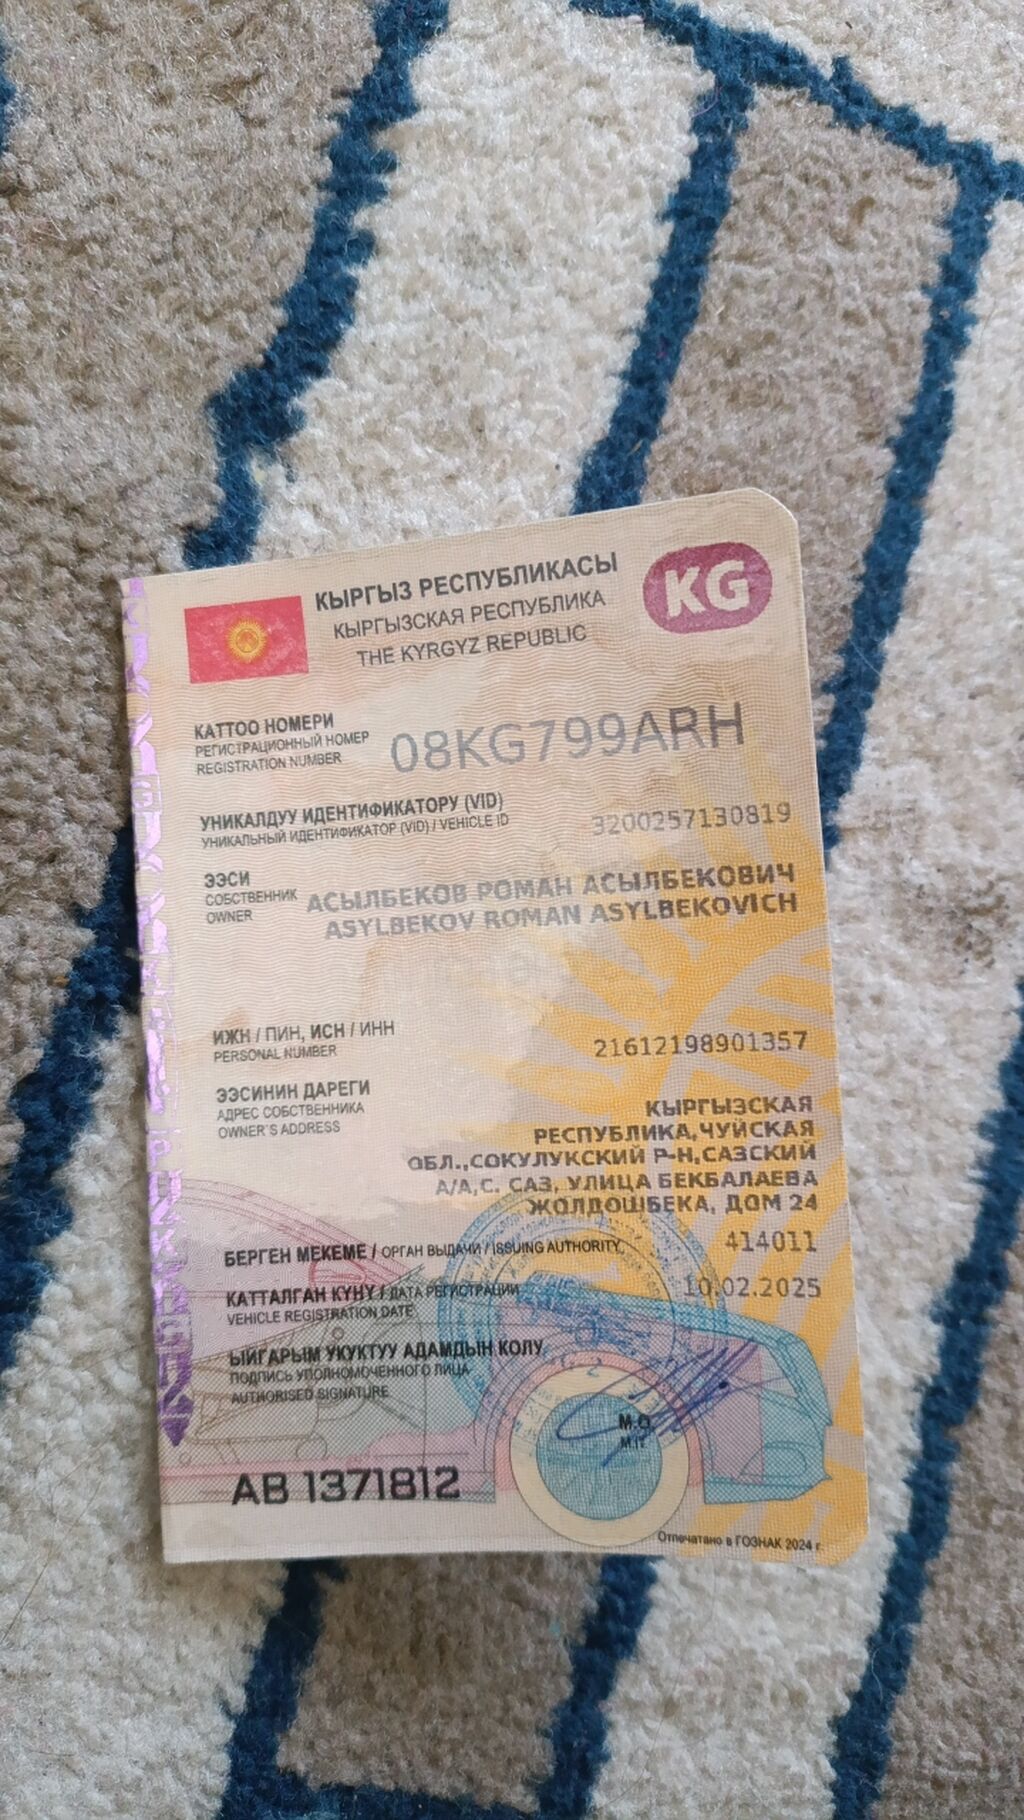 КЫРГЫЗ РЕСПУБЛИКАСЫ
КЫРГЫЗСКАЯ РЕСПУБЛИКА
THE KYRGYZ REPUBLIC
KG
КАТТОО НОМЕРИ
РЕГИСТРАЦИОННЫЙ НОМЕР
REGISTRATION NUMBER
08KG799ARH
УНИКАЛДУУ ИДЕНТИФИКАТОРУ (VID)
УНИКАЛЬНЫЙ ИДЕНТИФИКАТОР (VID) / VEHICLE ID
3200257130819
ЭЭСИ
СОБСТВЕННИК
OWNER
АСЫЛБЕКОВ РОМАН АСЫЛБЕКОВИЧ
ASYLBEKOV ROMAN ASYLBEKOVICH
ИЖН / ПИН, ИСН / ИНН
PERSONAL NUMBER
21612198901357
ЭЭСИНИН ДАРЕГИ
АДРЕС СОБСТВЕННИКА
OWNER'S ADDRESS
КЫРГЫЗСКАЯ
РЕСПУБЛИКА,ЧУЙСКАЯ
ОБЛ.,СОКУЛУКСКИЙ Р-Н,САЗСКИЙ
А/А,С. САЗ, УЛИЦА БЕКБАЛАЕВА
ЖОЛДОШБЕКА, ДОМ 24
БЕРГЕН МЕКЕМЕ / ОРГАН ВЫДАЧИ / ISSUING AUTHORITY
414011
КАТТАЛГАН КҮНҮ / ДАТА РЕГИСТРАЦИИ
VEHICLE REGISTRATION DATE
10.02.2025
ЫЙГАРЫМ УКУКТУУ АДАМДЫН КОЛУ
ПОДПИСЬ УПОЛНОМОЧЕННОГО ЛИЦА
AUTHORISED SIGNATURE
М.О.
М.П.
AB 1371812
Отпечатано в ГОЗНАК 2024 г.